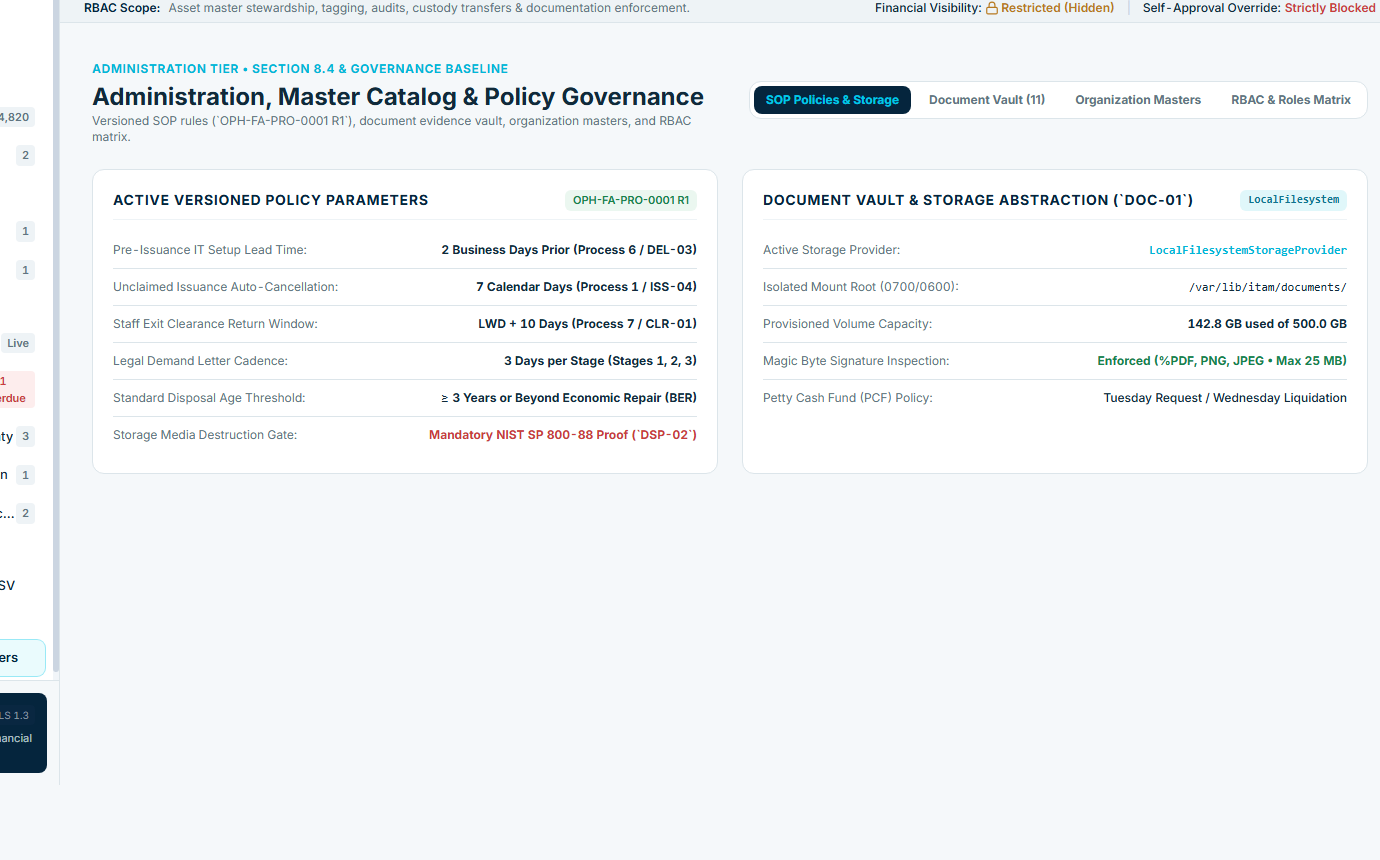 RBAC Scope: Asset master stewardship, tagging, audits, custody transfers & documentation enforcement.
Financial Visibility: Restricted (Hidden)
Self-Approval Override: Strictly Blocked
4,820
2
1
1
Live
1
erdue
ty 3
n 1
c... 2
SV
ers
LS 1.3
nancial
ADMINISTRATION TIER • SECTION 8.4 & GOVERNANCE BASELINE
Administration, Master Catalog & Policy Governance
Versioned SOP rules (`OPH-FA-PRO-0001 R1`), document evidence vault, organization masters, and RBAC
matrix.
SOP Policies & Storage
Document Vault (11)
Organization Masters
RBAC & Roles Matrix
ACTIVE VERSIONED POLICY PARAMETERS
OPH-FA-PRO-0001 R1
Pre-Issuance IT Setup Lead Time: 2 Business Days Prior (Process 6 / DEL-03)
Unclaimed Issuance Auto-Cancellation: 7 Calendar Days (Process 1 / ISS-04)
Staff Exit Clearance Return Window: LWD + 10 Days (Process 7 / CLR-01)
Legal Demand Letter Cadence: 3 Days per Stage (Stages 1, 2, 3)
Standard Disposal Age Threshold: ≥ 3 Years or Beyond Economic Repair (BER)
Storage Media Destruction Gate: Mandatory NIST SP 800-88 Proof (`DSP-02`)
DOCUMENT VAULT & STORAGE ABSTRACTION (`DOC-01`)
LocalFilesystem
Active Storage Provider: LocalFilesystemStorageProvider
Isolated Mount Root (0700/0600): /var/lib/itam/documents/
Provisioned Volume Capacity: 142.8 GB used of 500.0 GB
Magic Byte Signature Inspection: Enforced (%PDF, PNG, JPEG • Max 25 MB)
Petty Cash Fund (PCF) Policy: Tuesday Request / Wednesday Liquidation